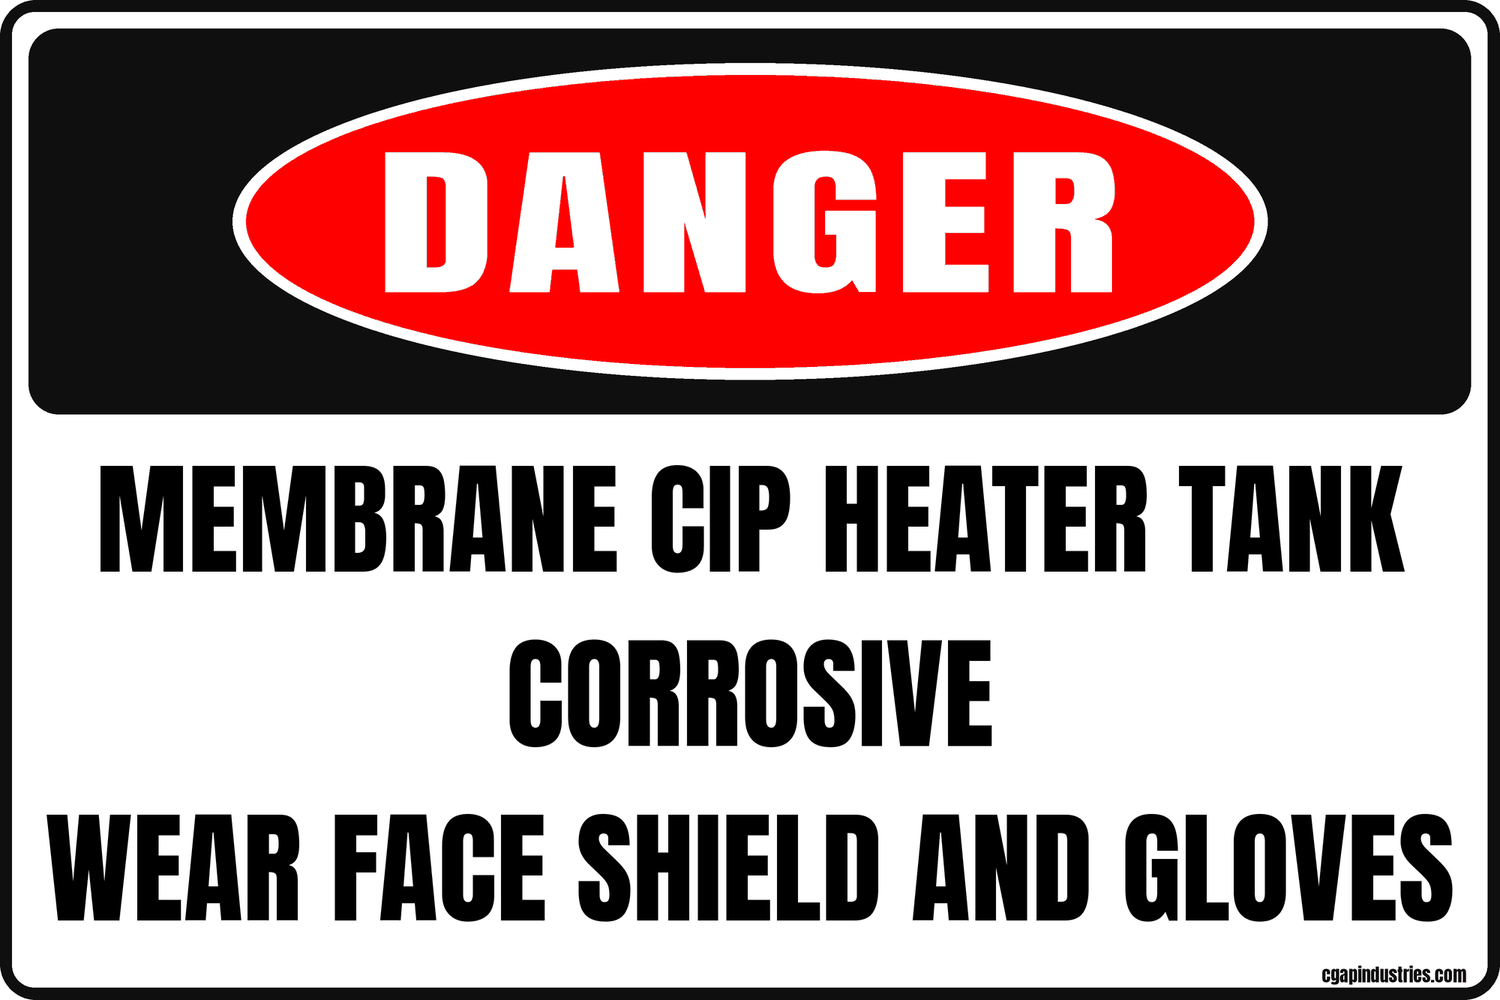 DANGER
MEMBRANE CIP HEATER TANK
CORROSIVE
WEAR FACE SHIELD AND GLOVES
cgapindustries.com